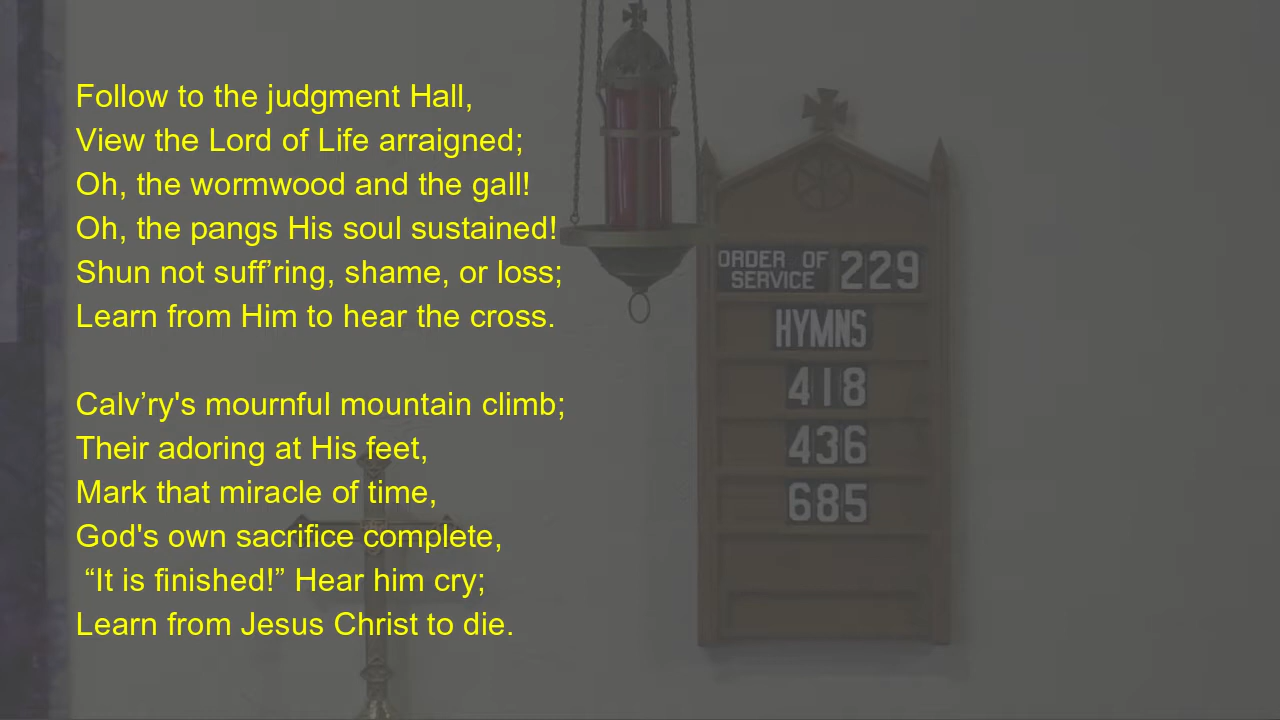 Follow to the judgment Hall,
View the Lord of Life arraigned;
Oh, the wormwood and the gall!
Oh, the pangs His soul sustained!
Shun not suff’ring, shame, or loss;
Learn from Him to hear the cross.

Calv’ry's mournful mountain climb;
Their adoring at His feet,
Mark that miracle of time,
God's own sacrifice complete,
“It is finished!” Hear him cry;
Learn from Jesus Christ to die.

ORDER OF
SERVICE 229
HYMNS
418
436
685